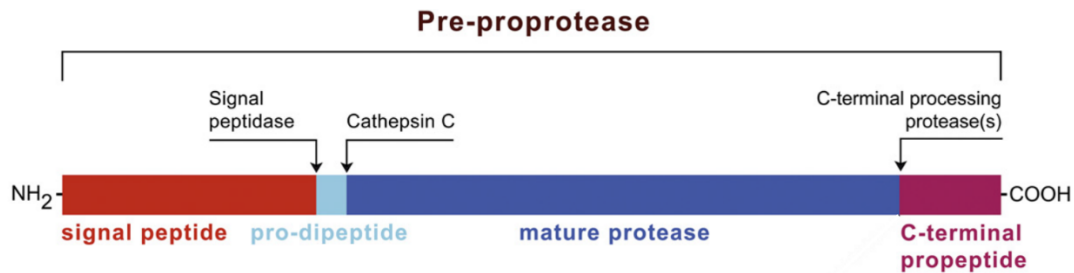 Pre-proprotease
Signal
peptidase
Cathepsin C
C-terminal processing
protease(s)
NH2
COOH
signal peptide
pro-dipeptide
mature protease
C-terminal
propeptide